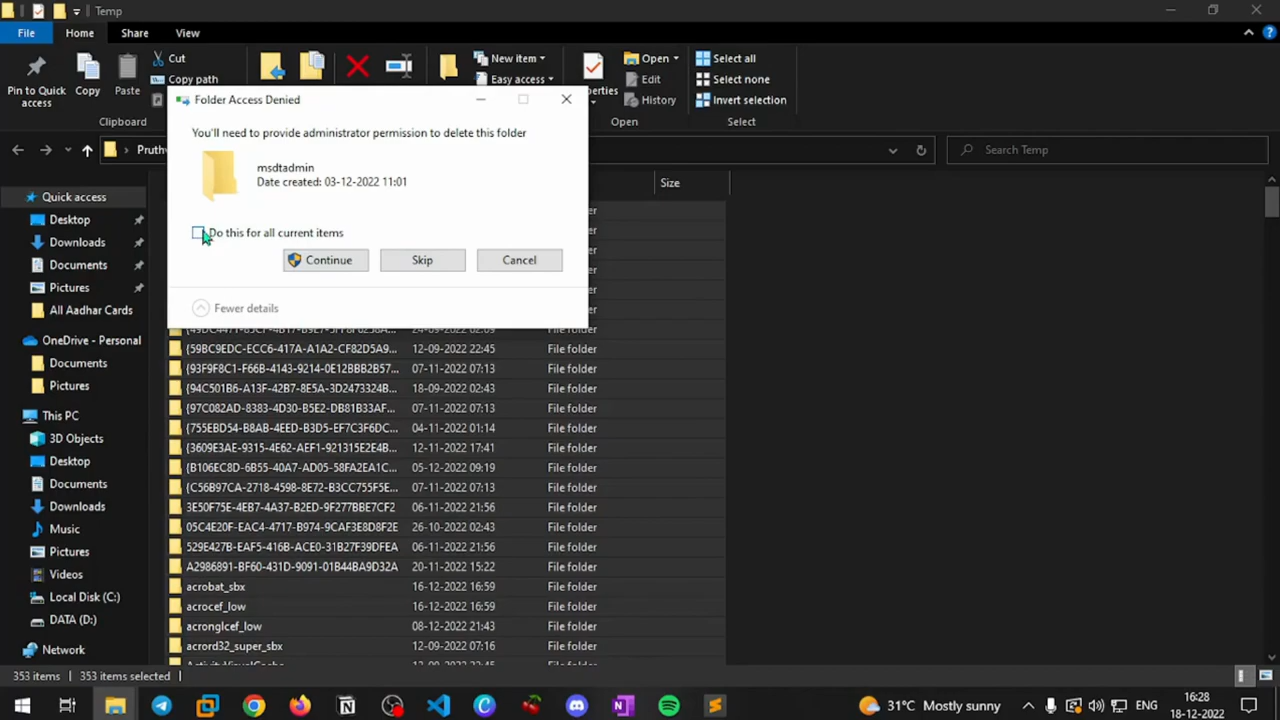 Temp
File
Home
Share
View
Pin to Quick access
Copy
Paste
Cut
Copy path
Clipboard
New item
Easy access
Open
Edit
History
Open
Select all
Select none
Invert selection
Select
Folder Access Denied
You'll need to provide administrator permission to delete this folder
msdtadmin
Date created: 03-12-2022 11:01
Do this for all current items
Continue
Skip
Cancel
Fewer details
Search Temp
Size
Quick access
Desktop
Downloads
Documents
Pictures
All Aadhar Cards
OneDrive - Personal
Documents
Pictures
This PC
3D Objects
Desktop
Documents
Downloads
Music
Pictures
Videos
Local Disk (C:)
DATA (D:)
Network
{59BC9EDC-ECC6-417A-A1A2-CF82D5A9... 12-09-2022 22:45 File folder
{93F9F8C1-F66B-4143-9214-0E12BBB2B57... 07-11-2022 07:13 File folder
{94C501B6-A13F-42B7-8E5A-3D2473324B... 18-09-2022 02:43 File folder
{97C082AD-8383-4D30-B5E2-DB81B33AF... 07-11-2022 07:13 File folder
{755EBD54-B8AB-4EED-B3D5-EF7C3F6DC... 04-11-2022 01:14 File folder
{3609E3AE-9315-4E62-AEF1-921315E2E4B... 12-11-2022 17:41 File folder
{B106EC8D-6B55-40A7-AD05-58FA2EA1C... 05-12-2022 09:19 File folder
{C56B97CA-2718-4598-8E72-B3CC755F5E... 07-11-2022 07:13 File folder
3E50F75E-4EB7-4A37-B2ED-9F277BBE7CF2 06-11-2022 21:56 File folder
05C4E20F-EAC4-4717-B974-9CAF3E8D8F2E 26-10-2022 02:43 File folder
529E427B-EAF5-416B-ACE0-31B27F39DFEA 06-11-2022 21:56 File folder
A2986891-BF60-431D-9091-01B44BA9D32A 20-11-2022 15:22 File folder
acrobat_sbx 16-12-2022 16:59 File folder
acrocef_low 16-12-2022 16:59 File folder
acronglcef_low 08-12-2022 21:43 File folder
acrord32_super_sbx 12-09-2022 07:16 File folder
353 items 353 items selected
31°C Mostly sunny
ENG
16:28
18-12-2022